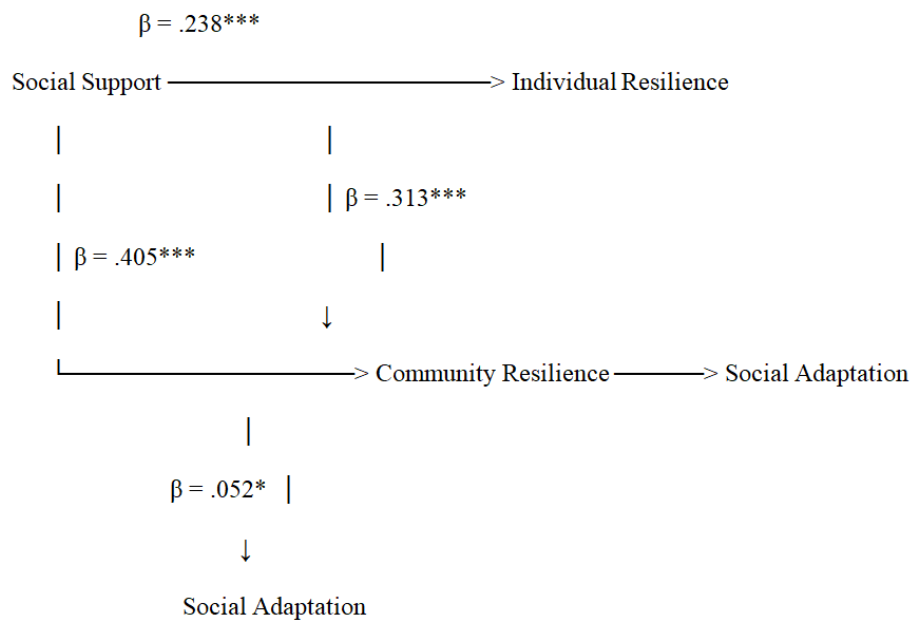 β = .238***
Social Support ——————> Individual Resilience
| |
| | β = .313***
| β = .405*** |
| ↓
└——————> Community Resilience ———> Social Adaptation
|
β = .052* |
↓
Social Adaptation